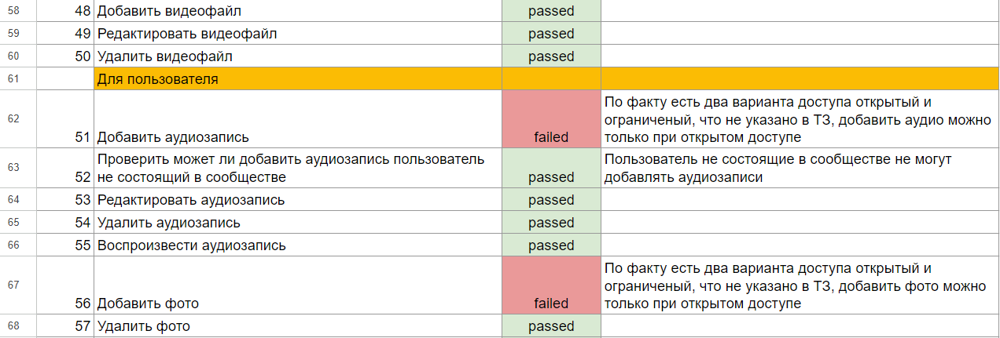 58 48 Добавить видеофайл passed
59 49 Редактировать видеофайл passed
60 50 Удалить видеофайл passed
61 Для пользователя
62 51 Добавить аудиозапись failed По факту есть два варианта доступа открытый и
ограниченый, что не указано в ТЗ, добавить аудио можно
только при открытом доступе
63 52 Проверить может ли добавить аудиозапись пользователь
не состоящий в сообществе passed Пользователь не состоящие в сообществе не могут
добавлять аудиозаписи
64 53 Редактировать аудиозапись passed
65 54 Удалить аудиозапись passed
66 55 Воспроизвести аудиозапись passed
67 56 Добавить фото failed По факту есть два варианта доступа открытый и
ограниченый, что не указано в ТЗ, добавить фото можно
только при открытом доступе
68 57 Удалить фото passed